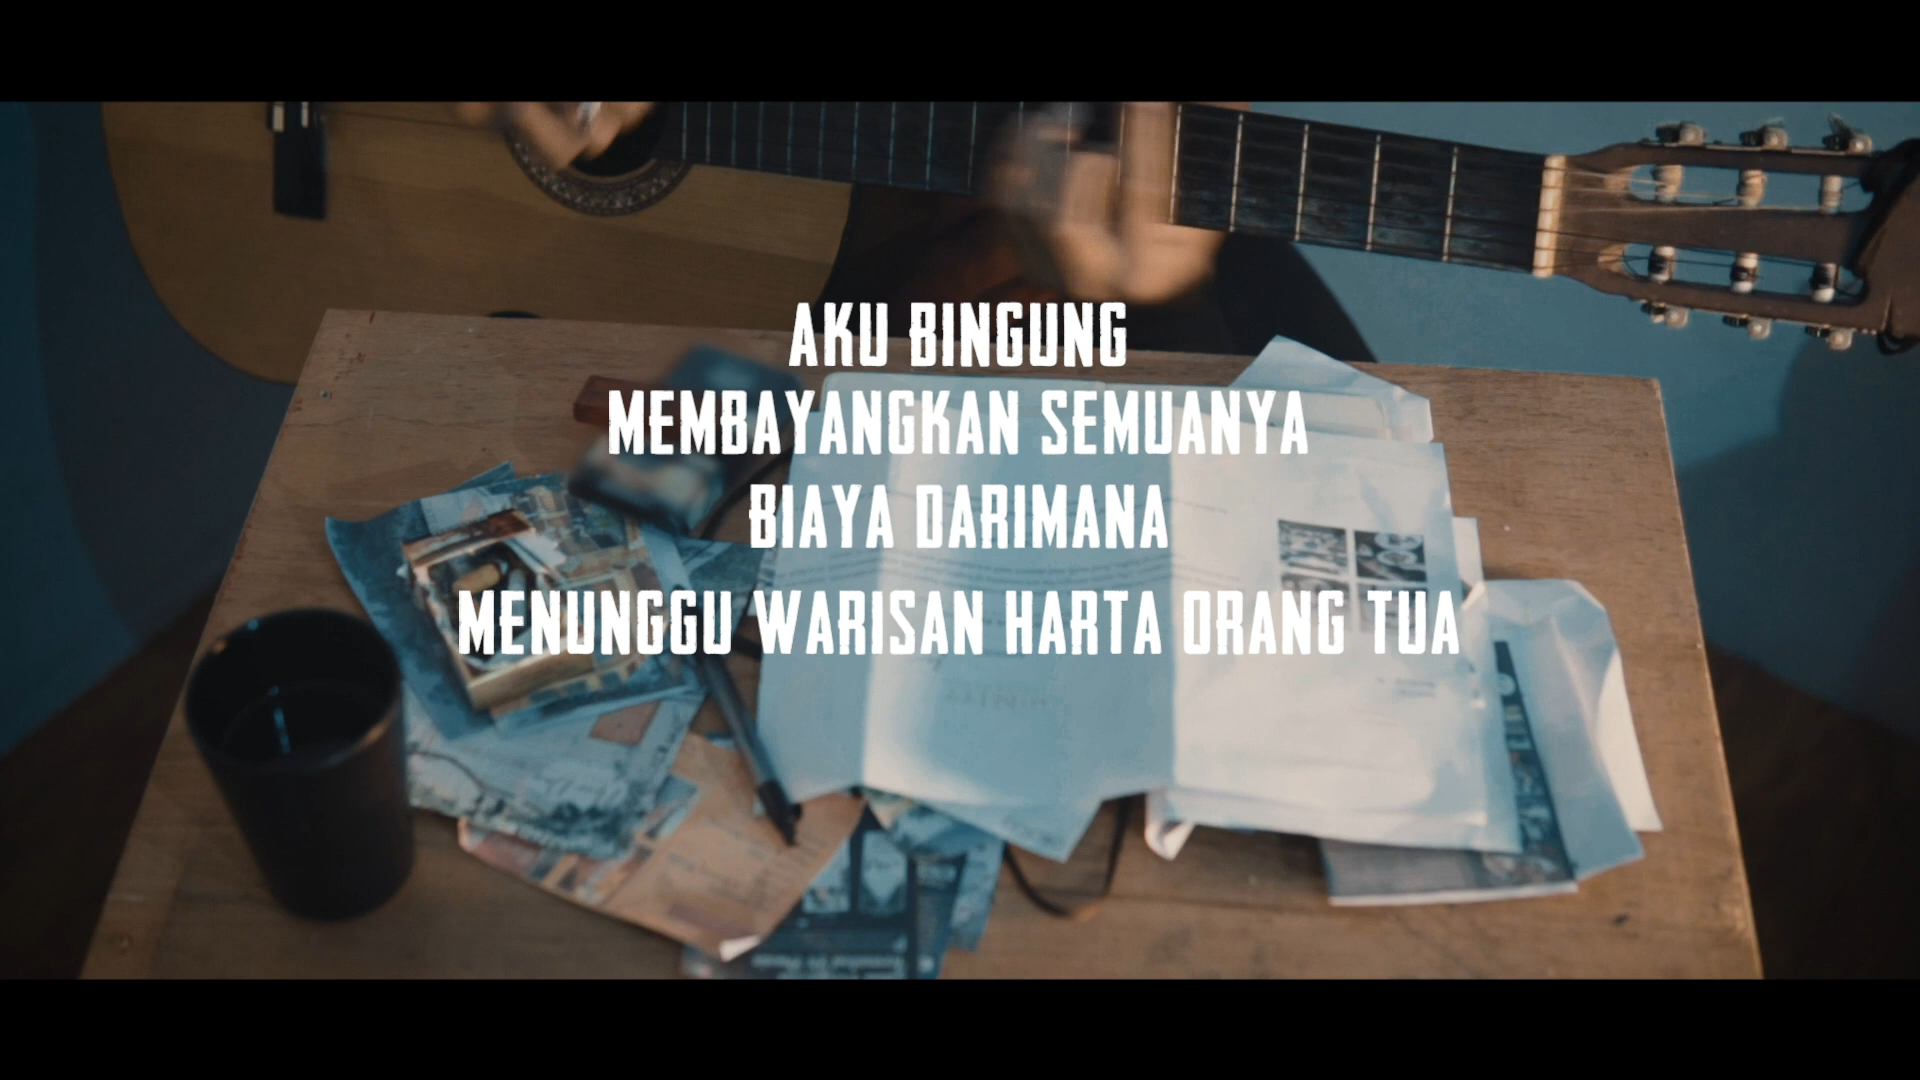 AKU BINGUNG
MEMBAYANGKAN SEMUANYA
BIAYA DARIMANA
MENUNGGU WARISAN HARTA ORANG TUA